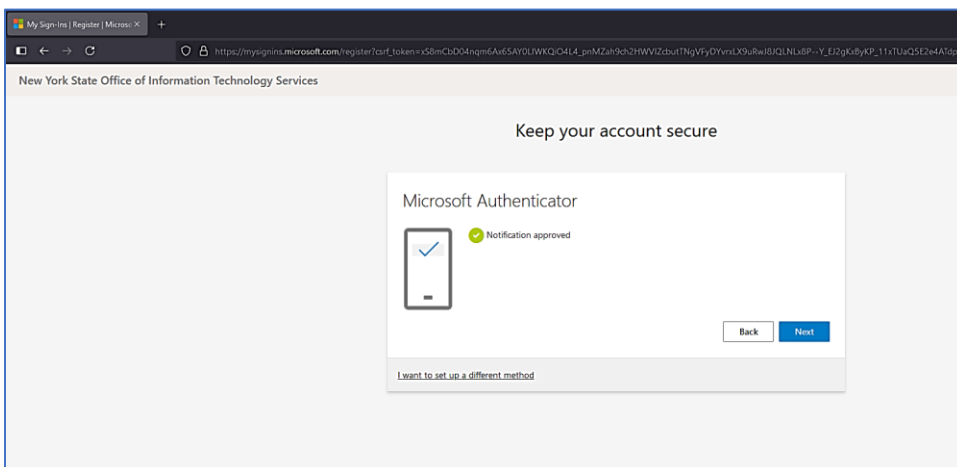 My Sign-Ins | Register | Microso
https://mysignins.microsoft.com/register?csrf_token=
New York State Office of Information Technology Services
Keep your account secure
Microsoft Authenticator
Notification approved
Back Next
I want to set up a different method